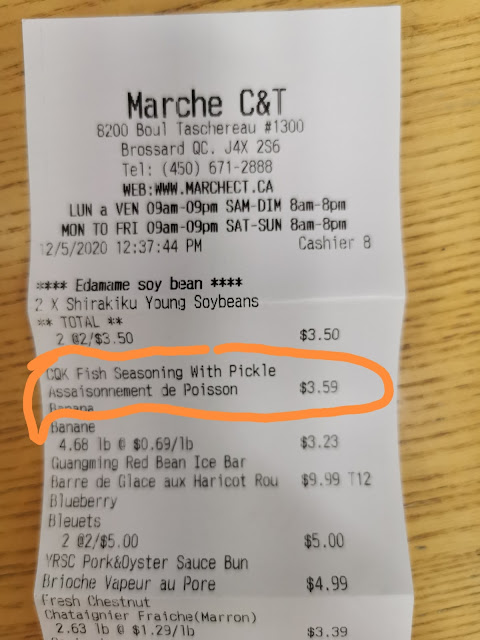 Marche C&T
8200 Boul Taschereau #1300
Brossard QC. J4X 2S6
Tel: (450) 671-2888
WEB:WWW.MARCHECT.CA
LUN a VEN 09am-09pm SAM-DIM 8am-8pm
MON TO FRI 09am-09pm SAT-SUN 8am-8pm
12/5/2020 12:37:44 PM Cashier 8
**** Edamame soy bean ****
2 X Shirakiku Young Soybeans
** TOTAL **
2 @2/$3.50 $3.50
CQK Fish Seasoning With Pickle
Assaisonnement de Poisson $3.59
Banana
Banane
4.68 lb @ $0.69/lb $3.23
Guangming Red Bean Ice Bar
Barre de Glace aux Haricot Rou $9.99 T12
Blueberry
Bleuets
2 @2/$5.00 $5.00
YRSC Pork&Oyster Sauce Bun
Brioche Vapeur au Pore $4.99
Fresh Chestnut
Chataignier Fraiche(Marron)
2.63 lb @ $1.29/lb $3.39